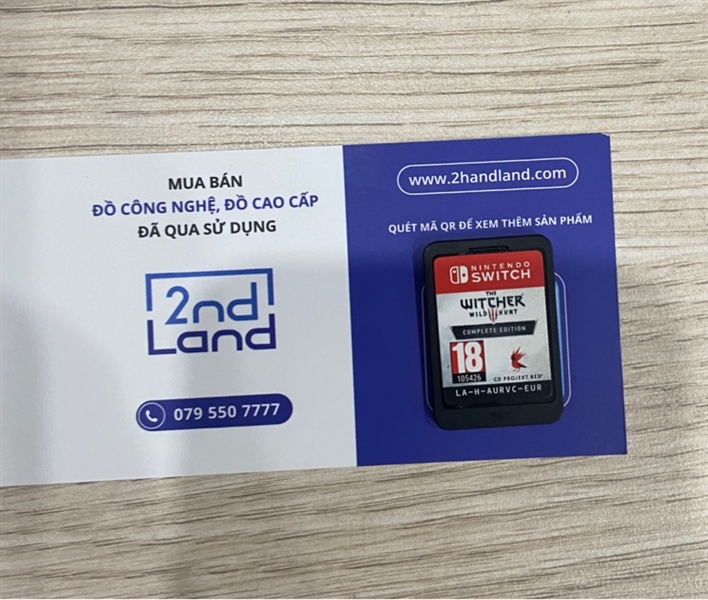 MUA BÁN
ĐỒ CÔNG NGHỆ, ĐỒ CAO CẤP
ĐÃ QUA SỬ DỤNG
2nd
Land
079 550 7777
www.2handland.com
QUÉT MÃ QR ĐỂ XEM THÊM SẢN PHẨM
NINTENDO
SWITCH
THE
WITCHER
WILD HUNT
COMPLETE EDITION
18
105426
CD PROJEKT RED®
LA-H-AURVC-EUR